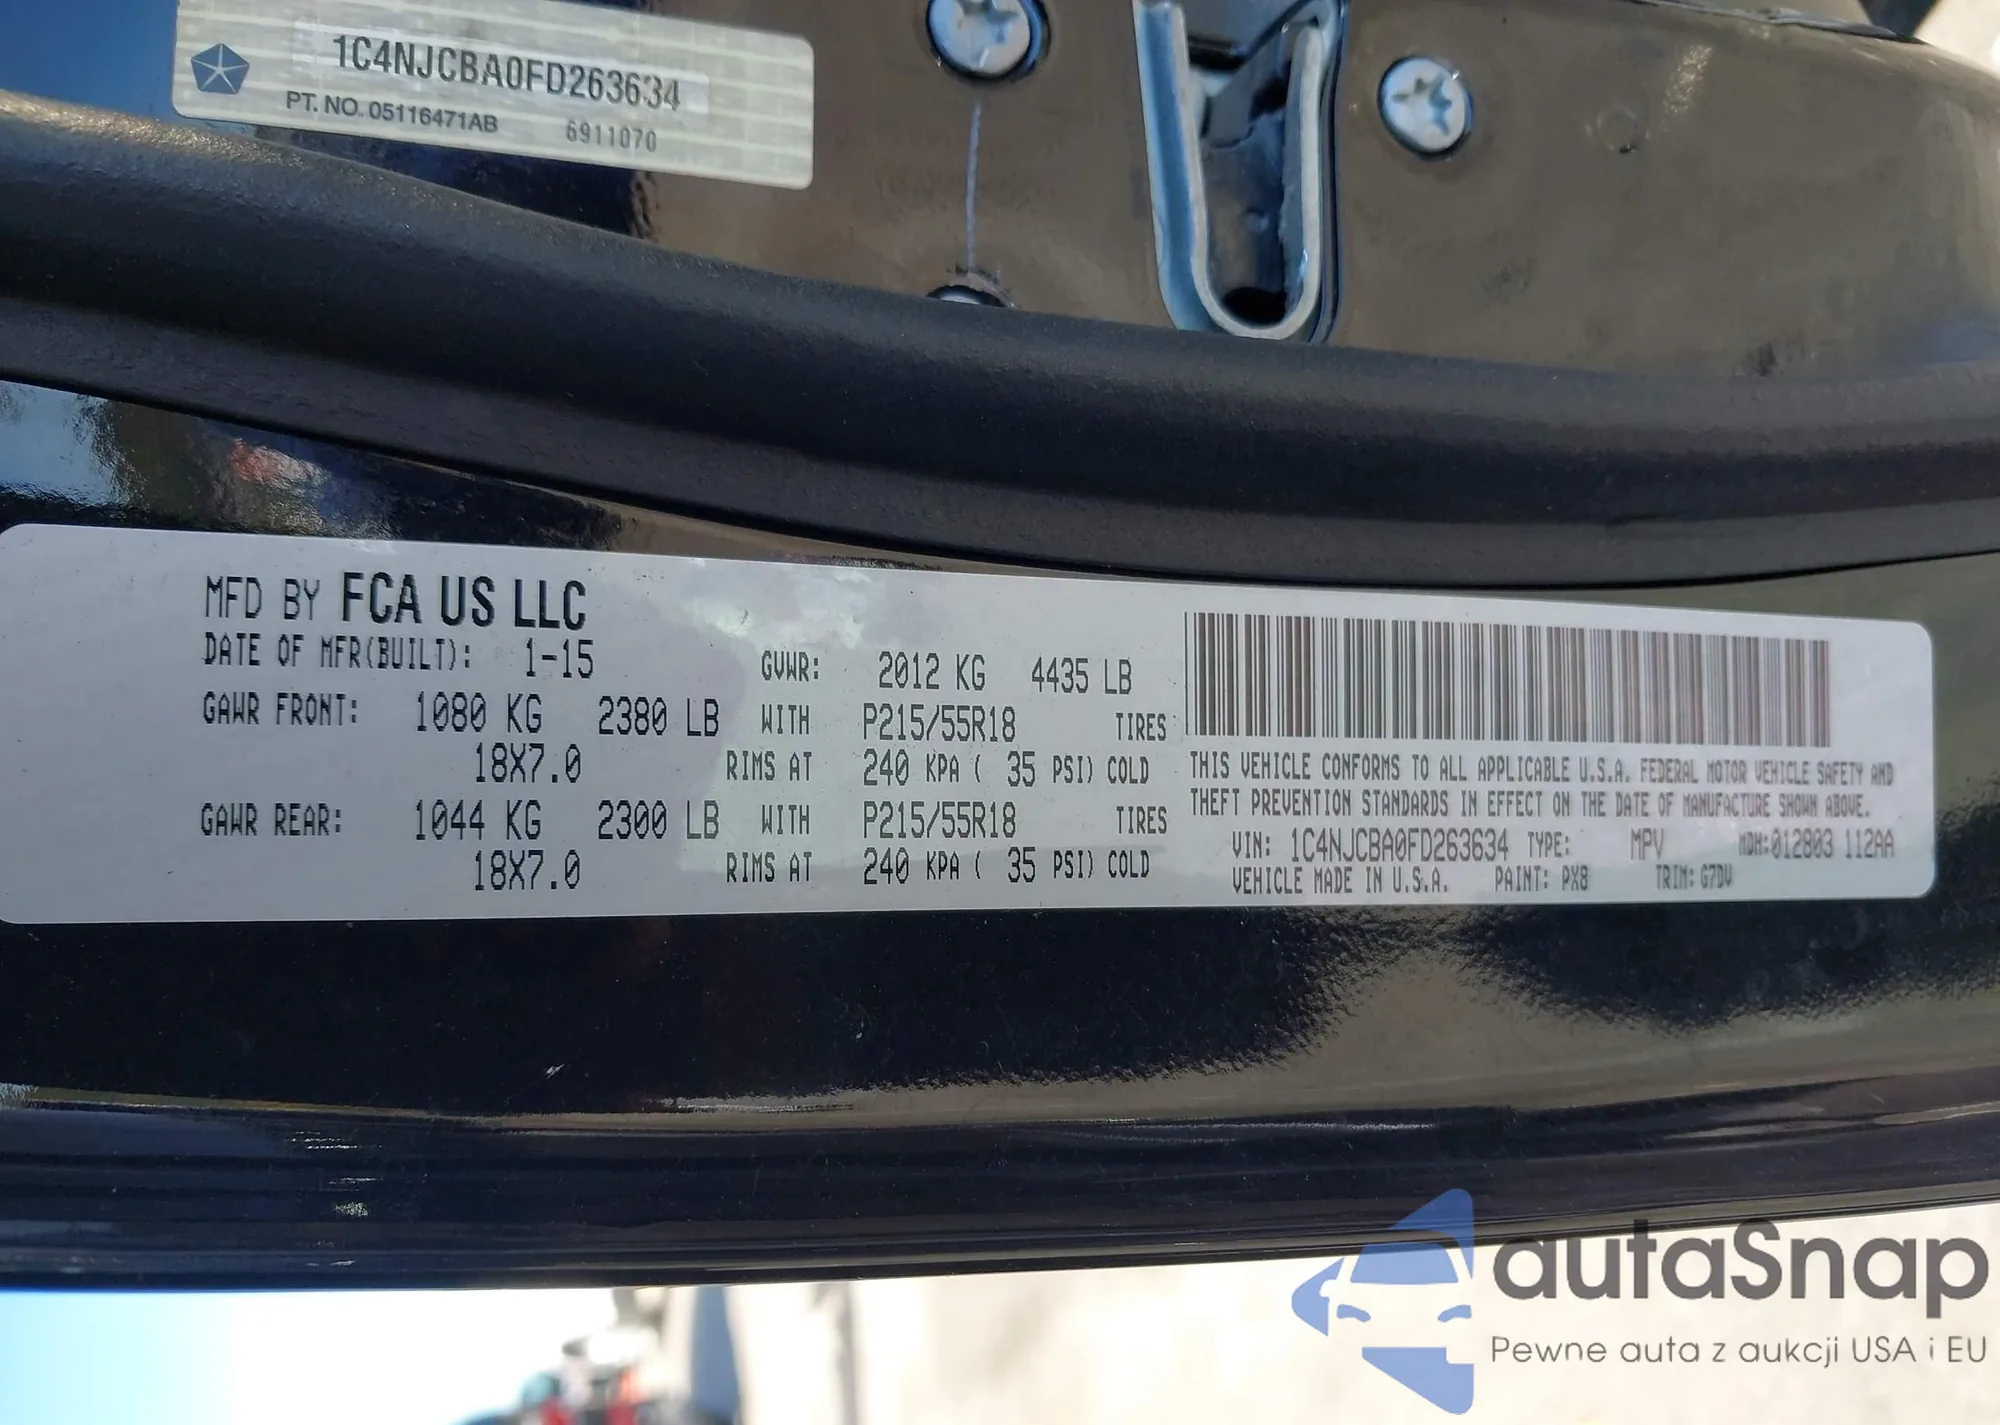 1C4NJCBA0FD263634
PT. NO. 05116471AB 6911070
MFD BY FCA US LLC
DATE OF MFR(BUILT): 1-15 GVWR: 2012 KG 4435 LB
GAWR FRONT: 1080 KG 2380 LB WITH P215/55R18 TIRES
18X7.0 RIMS AT 240 KPA ( 35 PSI) COLD
GAWR REAR: 1044 KG 2300 LB WITH P215/55R18 TIRES
18X7.0 RIMS AT 240 KPA ( 35 PSI) COLD
THIS VEHICLE CONFORMS TO ALL APPLICABLE U.S.A. FEDERAL MOTOR VEHICLE SAFETY AND
THEFT PREVENTION STANDARDS IN EFFECT ON THE DATE OF MANUFACTURE SHOWN ABOVE.
VIN: 1C4NJCBA0FD263634 TYPE: MPV MDH:012803 112AA
VEHICLE MADE IN U.S.A. PAINT: PX8 TRIM: G7DV
autaSnap
Pewne auta z aukcji USA i EU